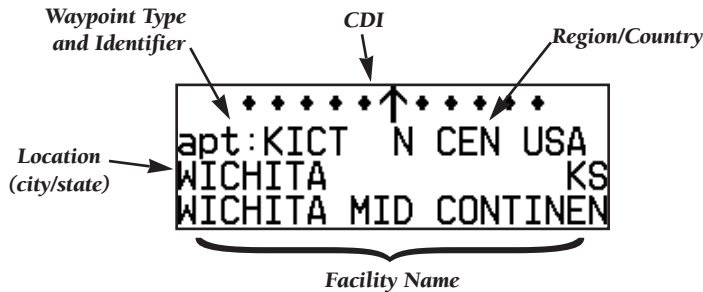 Waypoint Type
and Identifier
CDI
Region/Country
apt:KICT N CEN USA
Location
(city/state)
WICHITA KS
WICHITA MID CONTINEN
Facility Name